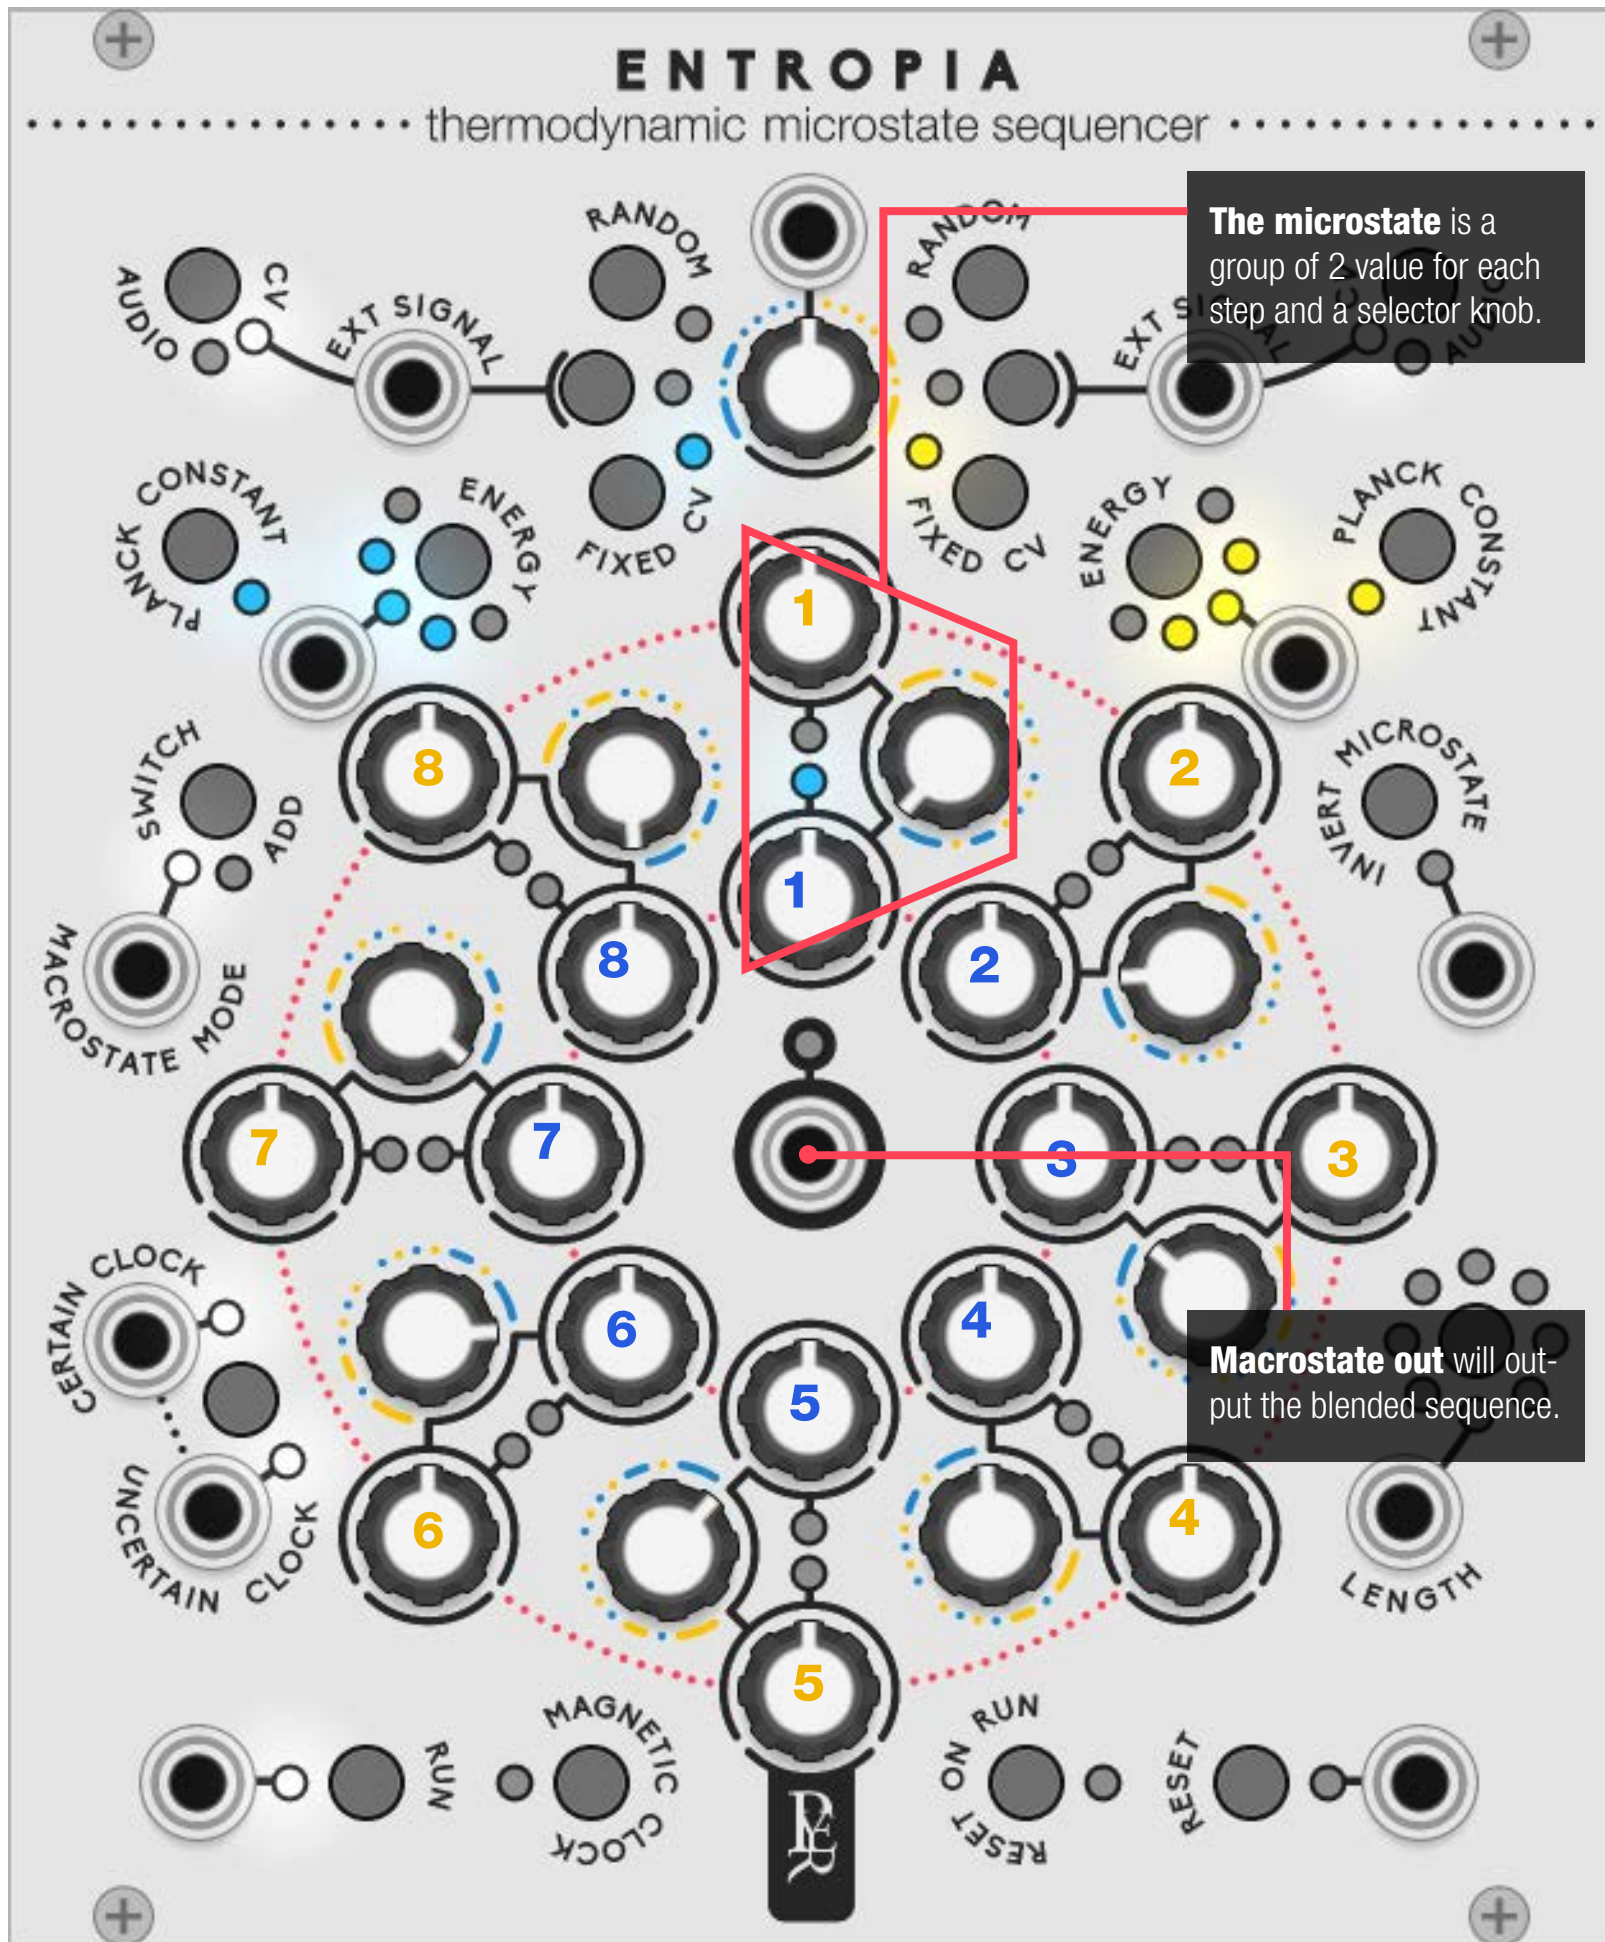 ENTROPIA
thermodynamic microstate sequencer
RANDOM
RANDOM
The microstate is a
group of 2 value for each
step and a selector knob.
AUDIO
CV
EXT SIGNAL
EXT SIGNAL
CV
AUDIO
FIXED CV
FIXED CV
PLANCK CONSTANT
ENERGY
ENERGY
PLANCK CONSTANT
1
8
2
SWITCH
ADD
INVERT MICROSTATE
1
8
2
MACROSTATE MODE
7
7
3
3
CERTAIN CLOCK
6
4
5
Macrostate out will out-
put the blended sequence.
UNCERTAIN CLOCK
6
4
LENGTH
5
RUN
MAGNETIC CLOCK
RESET ON RUN
RESET